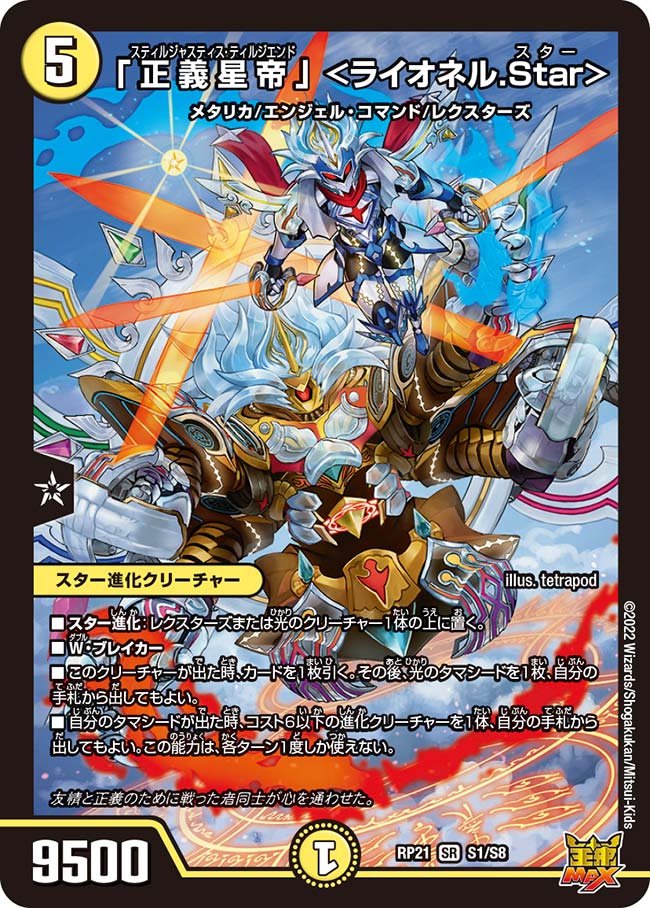 5
スティルジャスティス・ティルジエンド スター
「正義星帝」<ライオネル.Star>
メタリカ/エンジェル・コマンド/レクスターズ
スター進化クリーチャー
illus. tetrapod
■スター進化:レクスターズまたは光のクリーチャー1体の上に置く。
■W・ブレイカー
■このクリーチャーが出た時、カードを1枚引く。その後、光のタマシードを1枚、自分の
手札から出してもよい。
■自分のタマシードが出た時、コスト6以下の進化クリーチャーを1体、自分の手札から
出してもよい。この能力は、各ターン1度しか使えない。
友情と正義のために戦った者同士が心を通わせた。
©2022 Wizards/Shogakukan/Mitsui-Kids
9500
1
RP21 SR S1/S8
王来
MAX